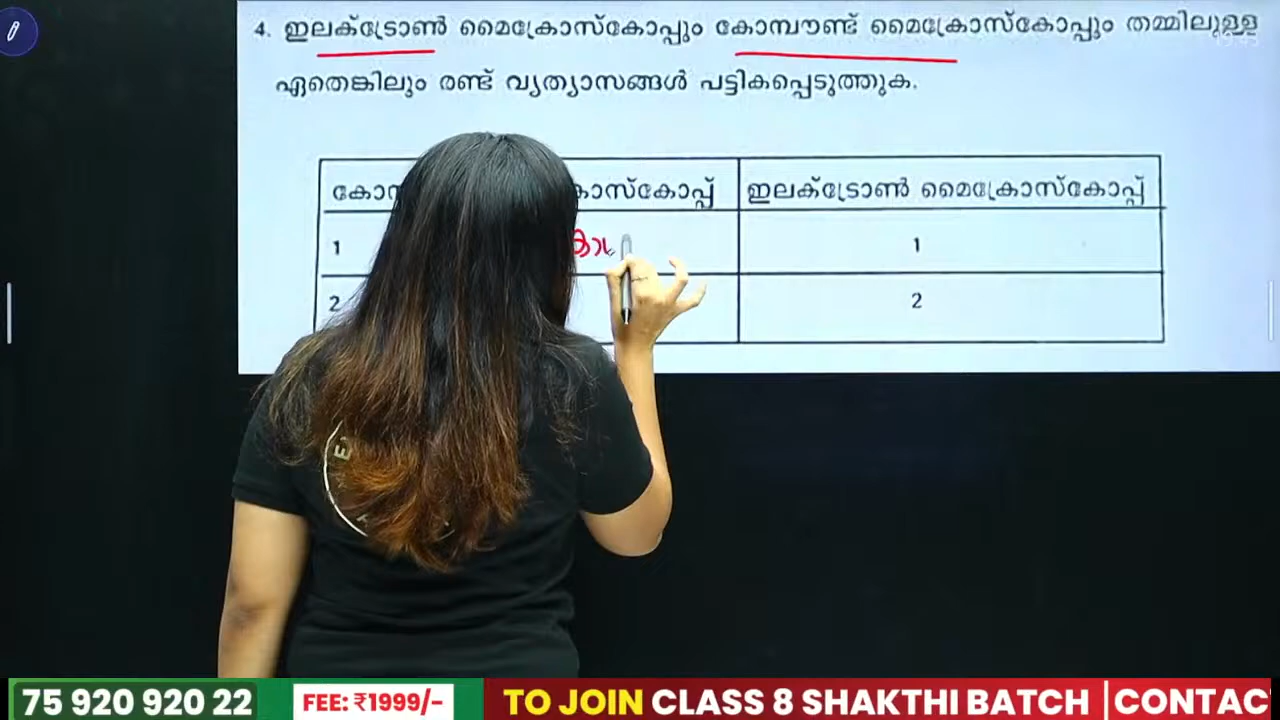 4. ഇലക്ട്രോൺ മൈക്രോസ്കോപ്പും കോമ്പൗണ്ട് മൈക്രോസ്കോപ്പും തമ്മിലുള്ള
ഏതെങ്കിലും രണ്ട് വ്യത്യാസങ്ങൾ പട്ടികപ്പെടുത്തുക.
ഇലക്ട്രോൺ മൈക്രോസ്കോപ്പ്
1 1
2 2
75 920 920 22 FEE: ₹1999/- TO JOIN CLASS 8 SHAKTHI BATCH | CONTAC